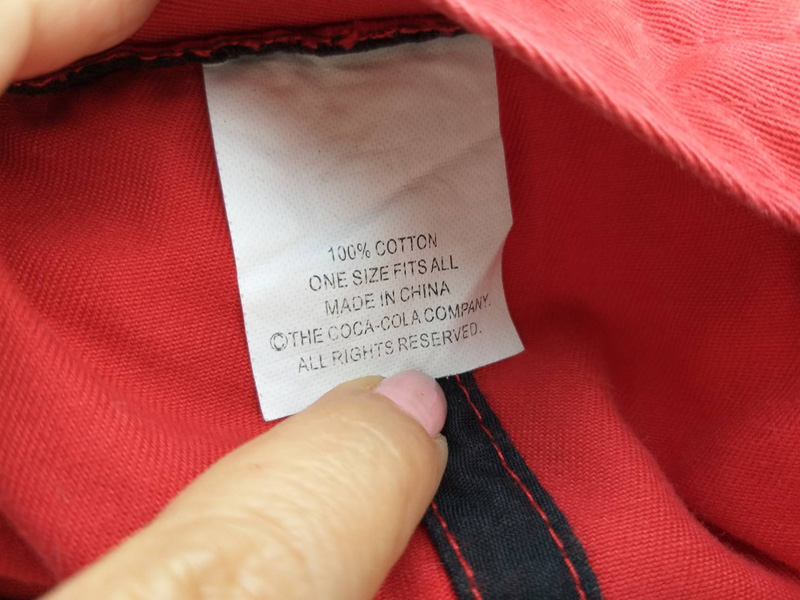 100% COTTON
ONE SIZE FITS ALL
MADE IN CHINA
©THE COCA-COLA COMPANY.
ALL RIGHTS RESERVED.